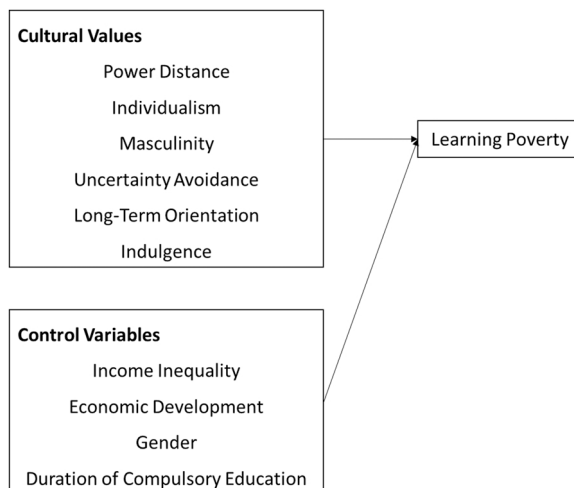 Cultural Values
Power Distance
Individualism
Masculinity
Uncertainty Avoidance
Long-Term Orientation
Indulgence
Learning Poverty
Control Variables
Income Inequality
Economic Development
Gender
Duration of Compulsory Education